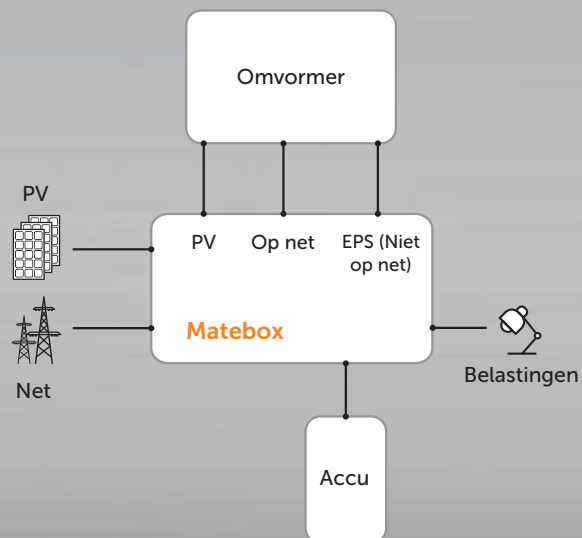 Omvormer
PV
PV
Op net
EPS (Niet
op net)
Matebox
Net
Belastingen
Accu